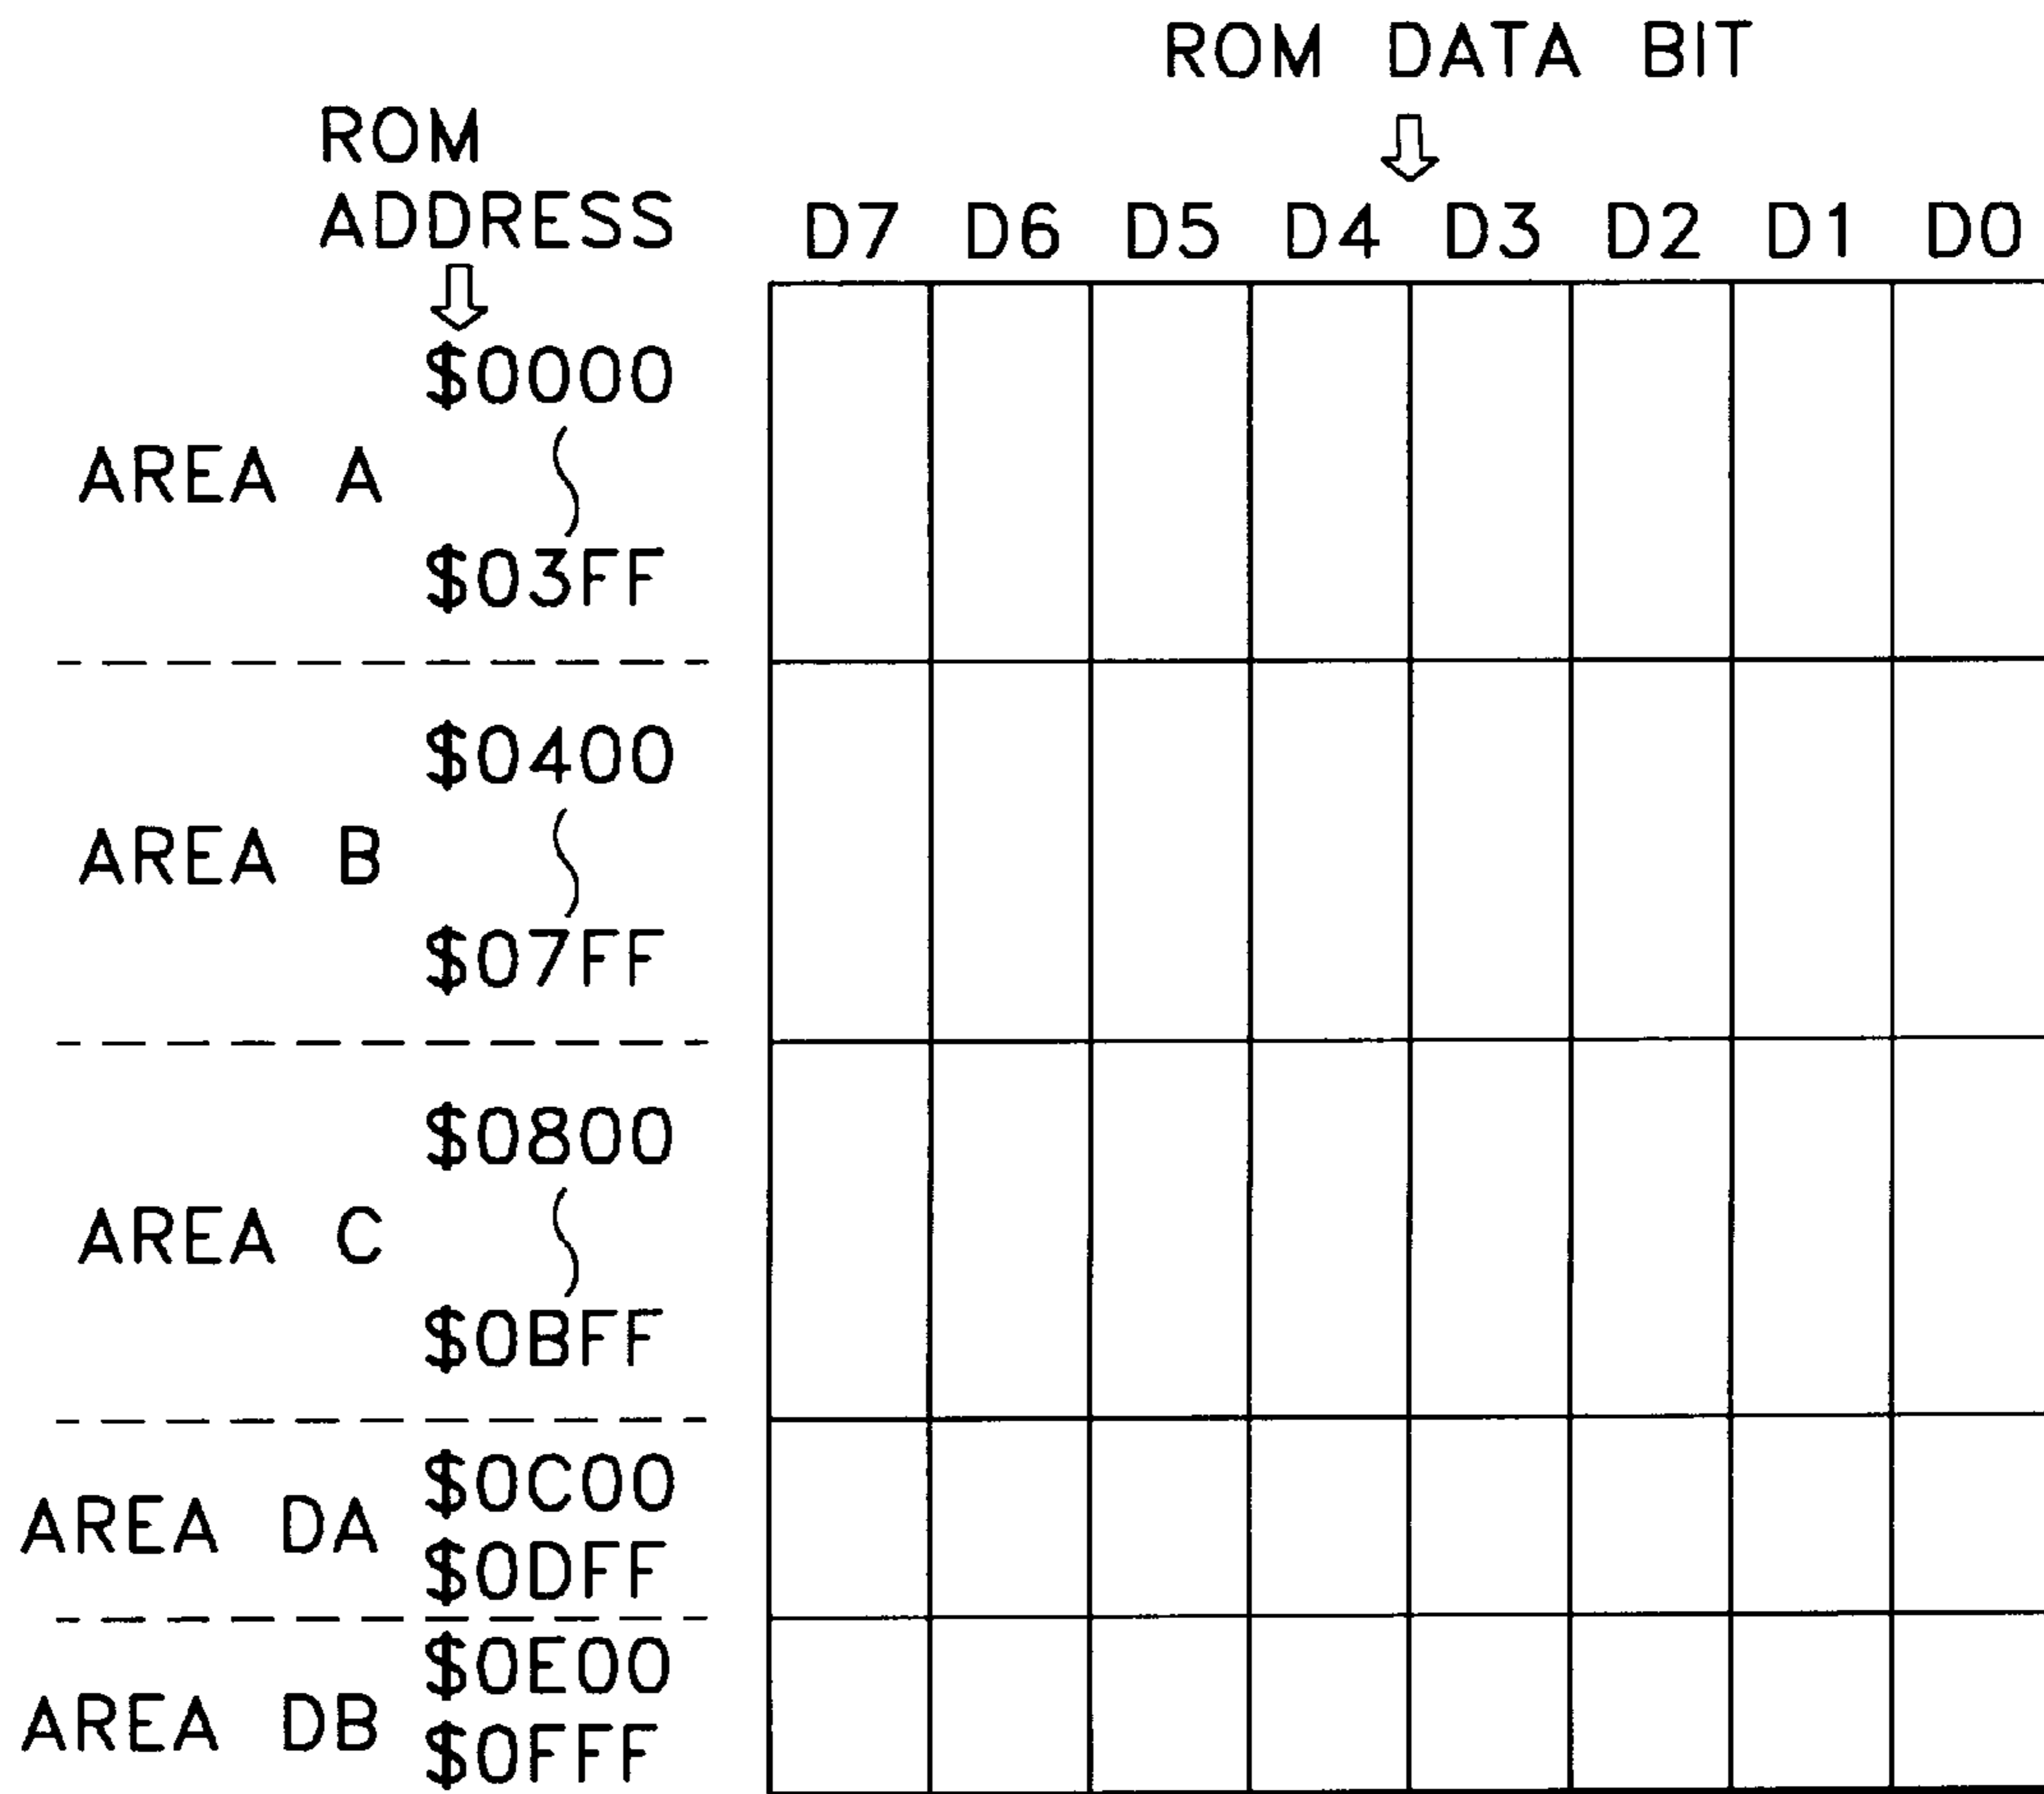 ROM DATA BIT
ROM
ADDRESS
D7 D6 D5 D4 D3 D2 D1 D0
$0000
AREA A
$03FF
$0400
AREA B
$07FF
$0800
AREA C
$0BFF
$0C00
AREA DA
$0DFF
$0E00
AREA DB
$0FFF